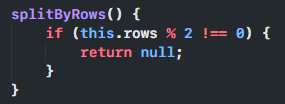 splitByRows() {
    if (this.rows % 2 !== 0) {
        return null;
    }
}